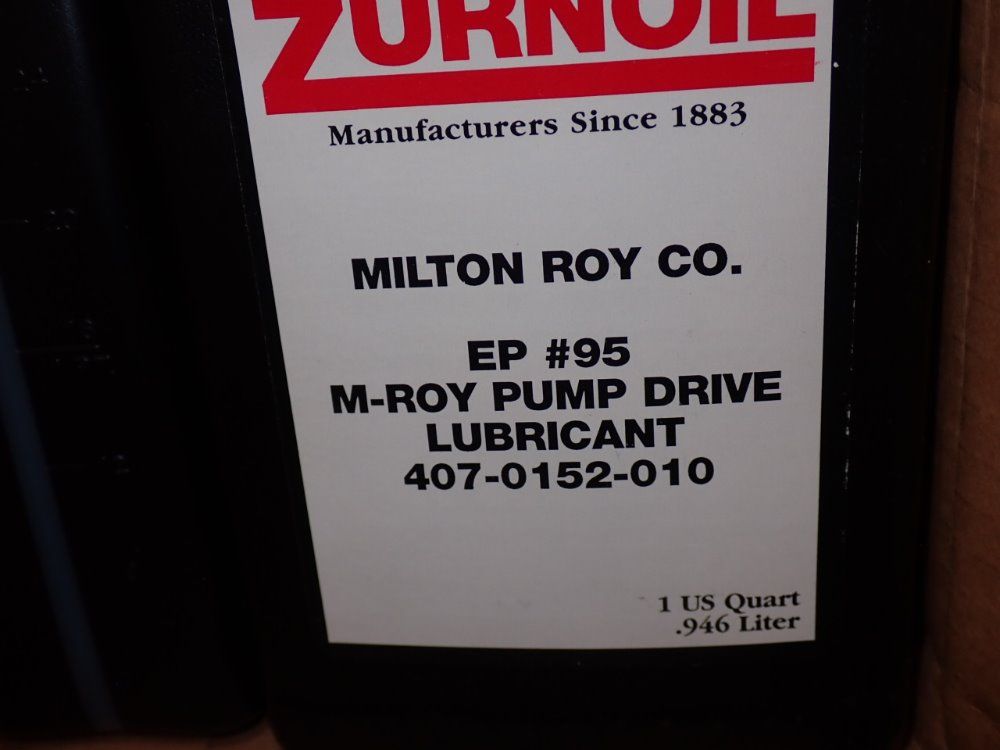 ZURNOIL
Manufacturers Since 1883
MILTON ROY CO.
EP #95
M-ROY PUMP DRIVE
LUBRICANT
407-0152-010
1 US Quart
.946 Liter